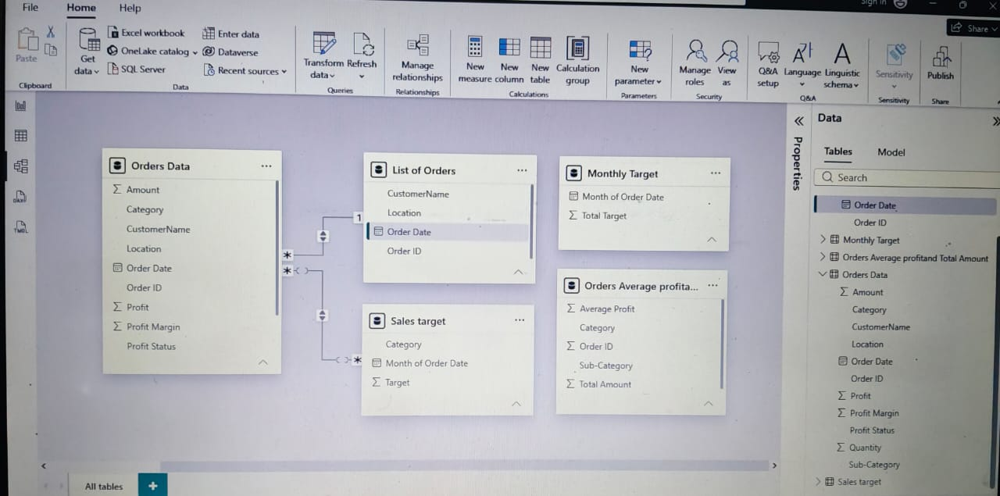 Sign in
File
Home
Help
Share
Paste
Clipboard
Get data
Excel workbook
OneLake catalog
SQL Server
Enter data
Dataverse
Recent sources
Data
Transform data
Refresh
Queries
Manage relationships
Relationships
New measure
New column
New table
Calculation group
Calculations
New parameter
Parameters
Manage roles
View as
Security
Q&A setup
Language
Linguistic schema
Q&A
Sensitivity
Sensitivity
Publish
Share
DAX
TMDL
Orders Data
Σ Amount
Category
CustomerName
Location
Order Date
Order ID
Σ Profit
Σ Profit Margin
Profit Status
*
*
1
*
List of Orders
CustomerName
Location
Order Date
Order ID
Sales target
Category
Month of Order Date
Σ Target
Monthly Target
Month of Order Date
Σ Total Target
Orders Average profita...
Σ Average Profit
Category
Σ Order ID
Sub-Category
Σ Total Amount
Properties
Data
Tables
Model
Search
Order Date
Order ID
Monthly Target
Orders Average profitand Total Amount
Orders Data
Σ Amount
Category
CustomerName
Location
Order Date
Order ID
Σ Profit
Σ Profit Margin
Profit Status
Σ Quantity
Sub-Category
Sales target
All tables
+